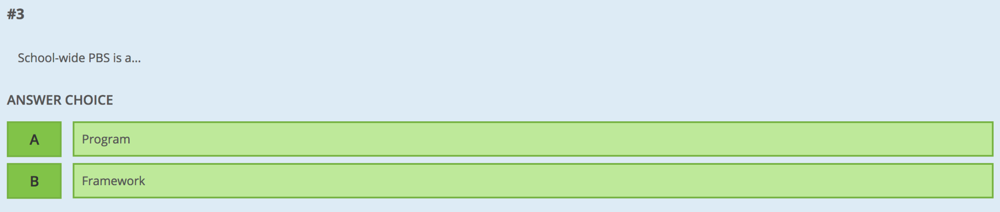 #3
School-wide PBS is a...
ANSWER CHOICE
A Program
B Framework